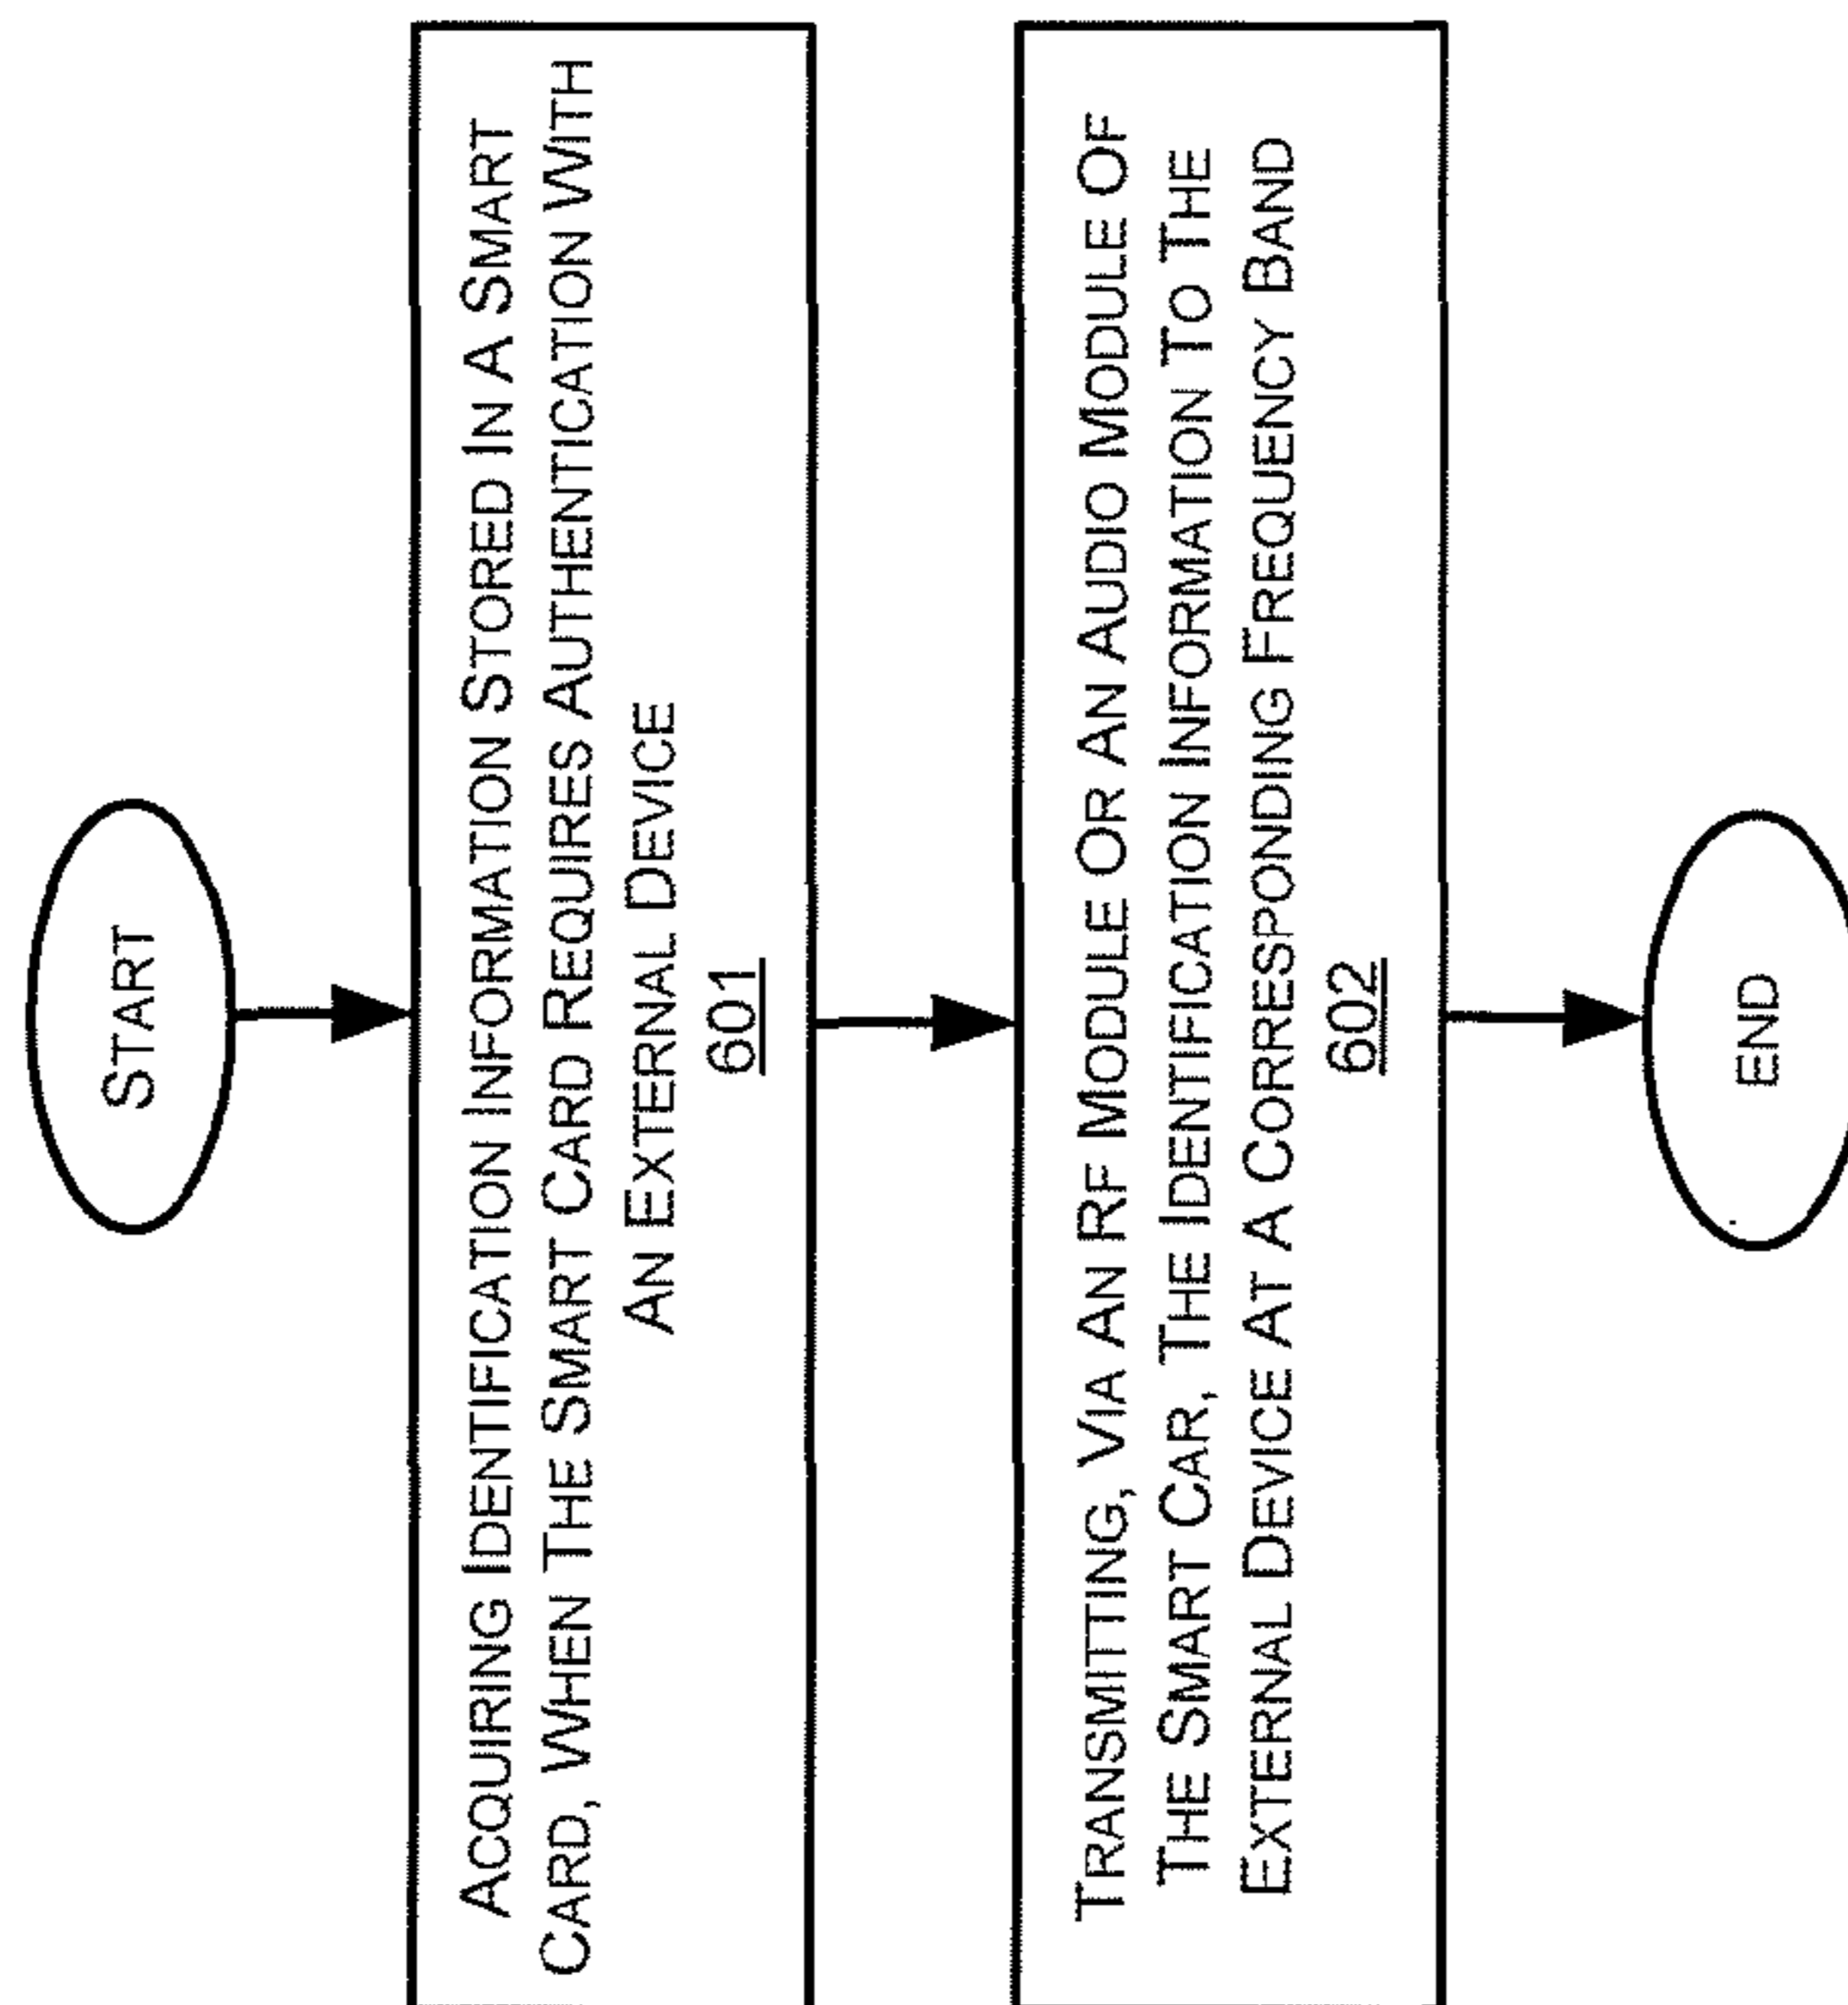 START
ACQUIRING IDENTIFICATION INFORMATION STORED IN A SMART
CARD, WHEN THE SMART CARD REQUIRES AUTHENTICATION WITH
AN EXTERNAL DEVICE
601
TRANSMITTING, VIA AN RF MODULE OR AN AUDIO MODULE OF
THE SMART CAR, THE IDENTIFICATION INFORMATION TO THE
EXTERNAL DEVICE AT A CORRESPONDING FREQUENCY BAND
602
END